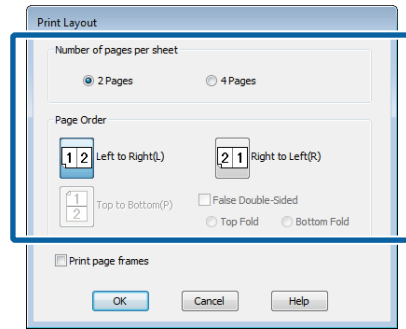 Print Layout
Number of pages per sheet
2 Pages 4 Pages
Page Order
1 2 Left to Right(L) 2 1 Right to Left(R)
1 2 Top to Bottom(P) False Double-Sided
Top Fold Bottom Fold
Print page frames
OK Cancel Help